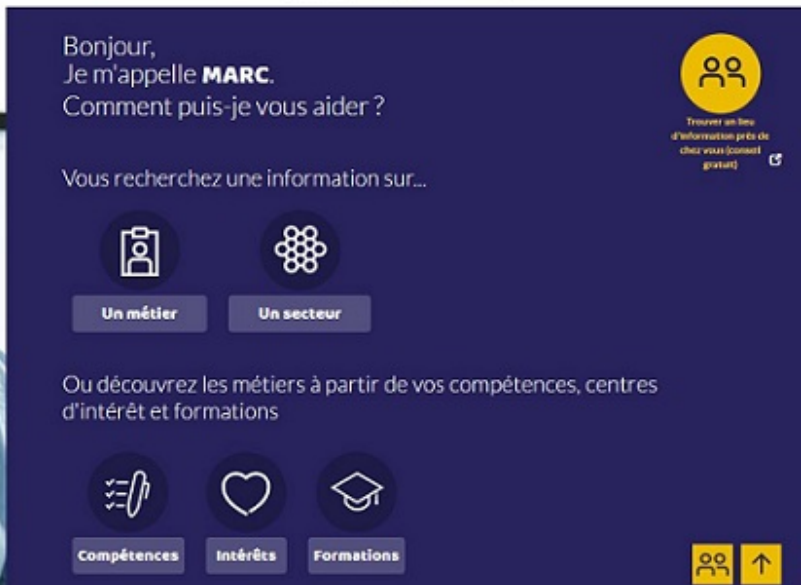 Bonjour,
Je m'appelle MARC.
Comment puis-je vous aider ?
Trouver un lieu
d'information près de
chez vous (conseil
gratuit)
Vous recherchez une information sur...
Un métier
Un secteur
Ou découvrez les métiers à partir de vos compétences, centres
d'intérêt et formations
Compétences
Intérêts
Formations